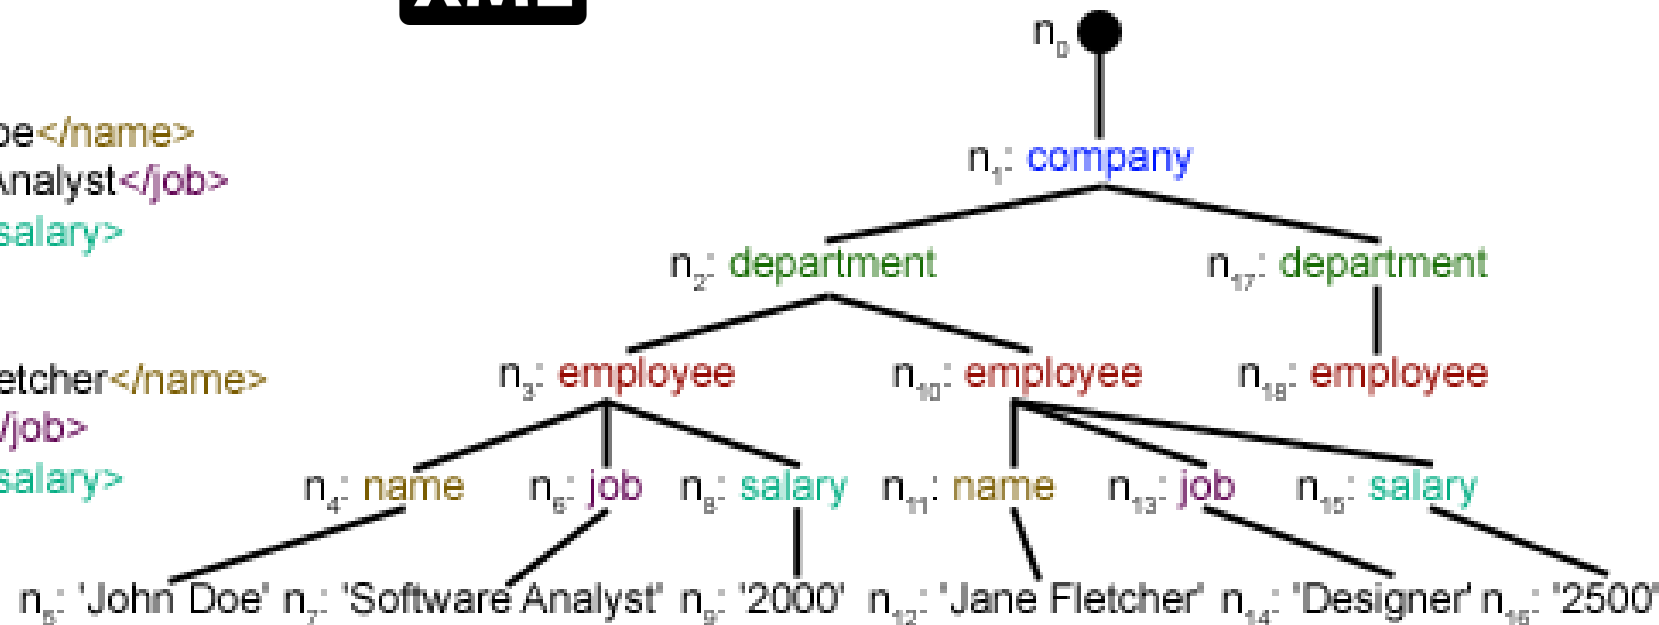 XML
n0
oe</name>
n1: company
Analyst</job>
salary>
n2: department n17: department
etcher</name>
n3: employee n10: employee n18: employee
/job>
salary>
n4: name n6: job n8: salary n11: name n13: job n15: salary
n5: 'John Doe' n7: 'Software Analyst' n9: '2000' n12: 'Jane Fletcher' n14: 'Designer' n16: '2500'